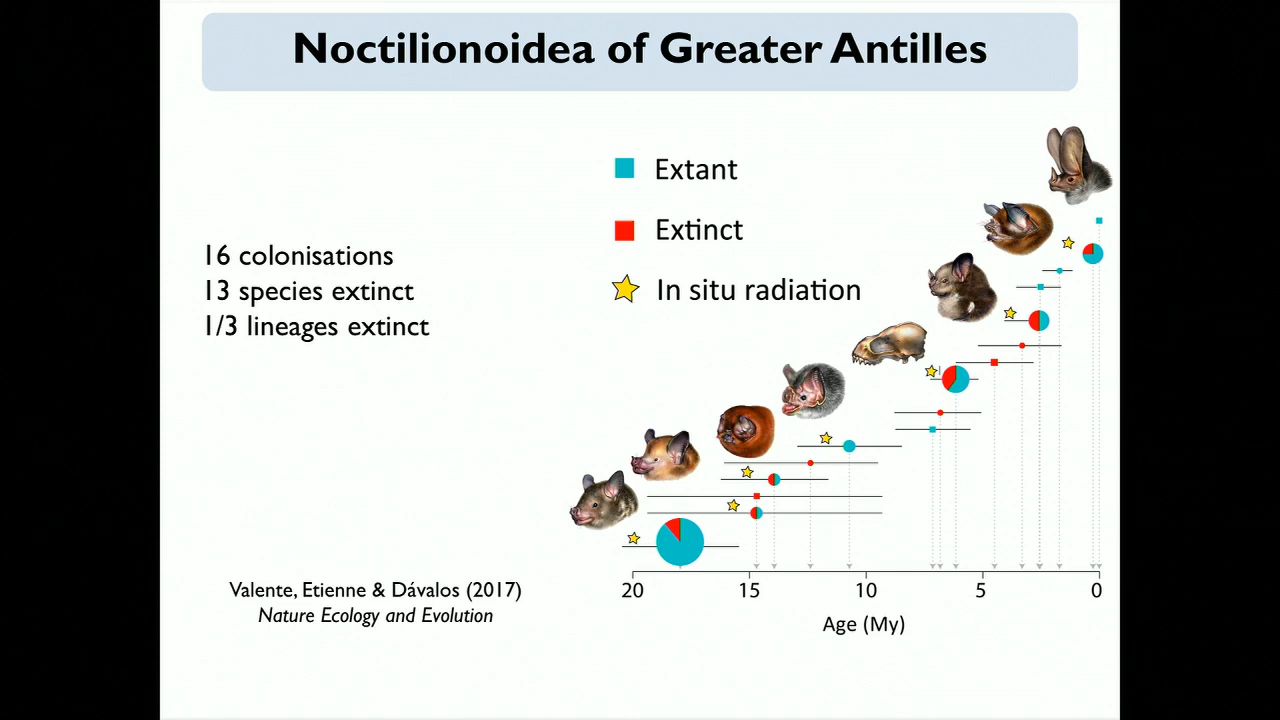 Noctilionoidea of Greater Antilles
Extant
Extinct
In situ radiation
16 colonisations
13 species extinct
1/3 lineages extinct
Valente, Etienne & Dávalos (2017)
Nature Ecology and Evolution
20 15 10 5 0
Age (My)